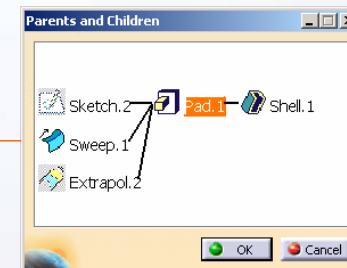 Parents and Children
Sketch.2 Pad.1 Shell.1
Sweep.1
Extrapol.2
OK Cancel